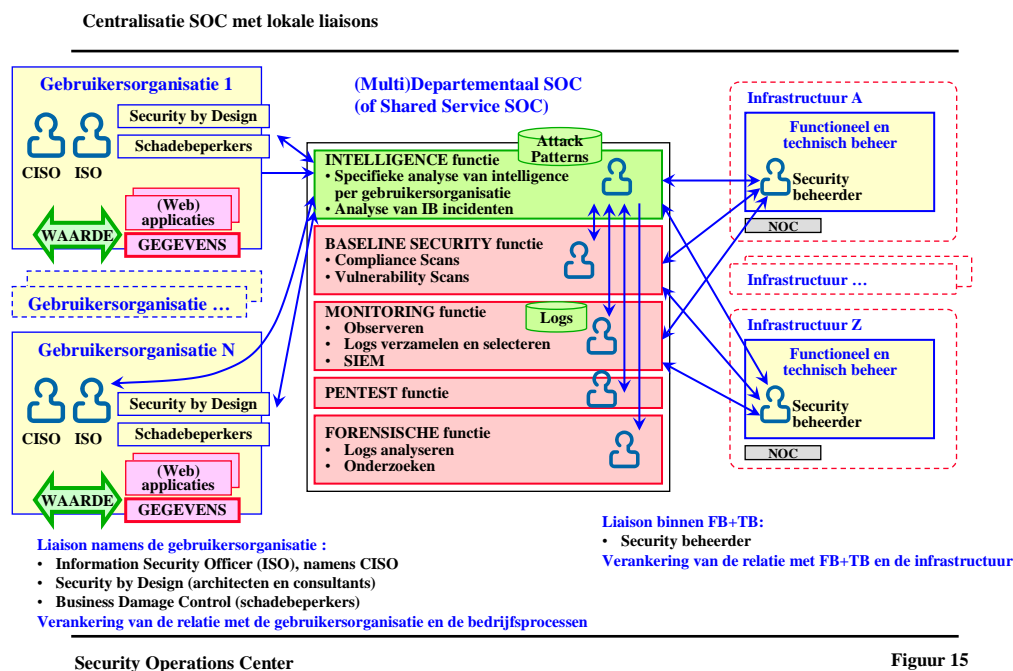 Centralisatie SOC met lokale liaisons
Gebruikersorganisatie 1
Security by Design
Schadebeperkers
CISO
ISO
(Web)
applicaties
WAARDE
GEGEVENS
Gebruikersorganisatie …
Gebruikersorganisatie N
Security by Design
Schadebeperkers
CISO
ISO
(Web)
applicaties
WAARDE
GEGEVENS
(Multi)Departementaal SOC
(of Shared Service SOC)
Attack
Patterns
INTELLIGENCE functie
• Specifieke analyse van intelligence
per gebruikersorganisatie
• Analyse van IB incidenten
BASELINE SECURITY functie
• Compliance Scans
• Vulnerability Scans
MONITORING functie
• Observeren
• Logs verzamelen en selecteren
• SIEM
Logs
PENTEST functie
FORENSISCHE functie
• Logs analyseren
• Onderzoeken
Infrastructuur A
Functioneel en
technisch beheer
Security
beheerder
NOC
Infrastructuur …
Infrastructuur Z
Functioneel en
technisch beheer
Security
beheerder
NOC
Liaison namens de gebruikersorganisatie :
• Information Security Officer (ISO), namens CISO
• Security by Design (architecten en consultants)
• Business Damage Control (schadebeperkers)
Verankering van de relatie met de gebruikersorganisatie en de bedrijfsprocessen
Liaison binnen FB+TB:
• Security beheerder
Verankering van de relatie met FB+TB en de infrastructuur
Security Operations Center
Figuur 15